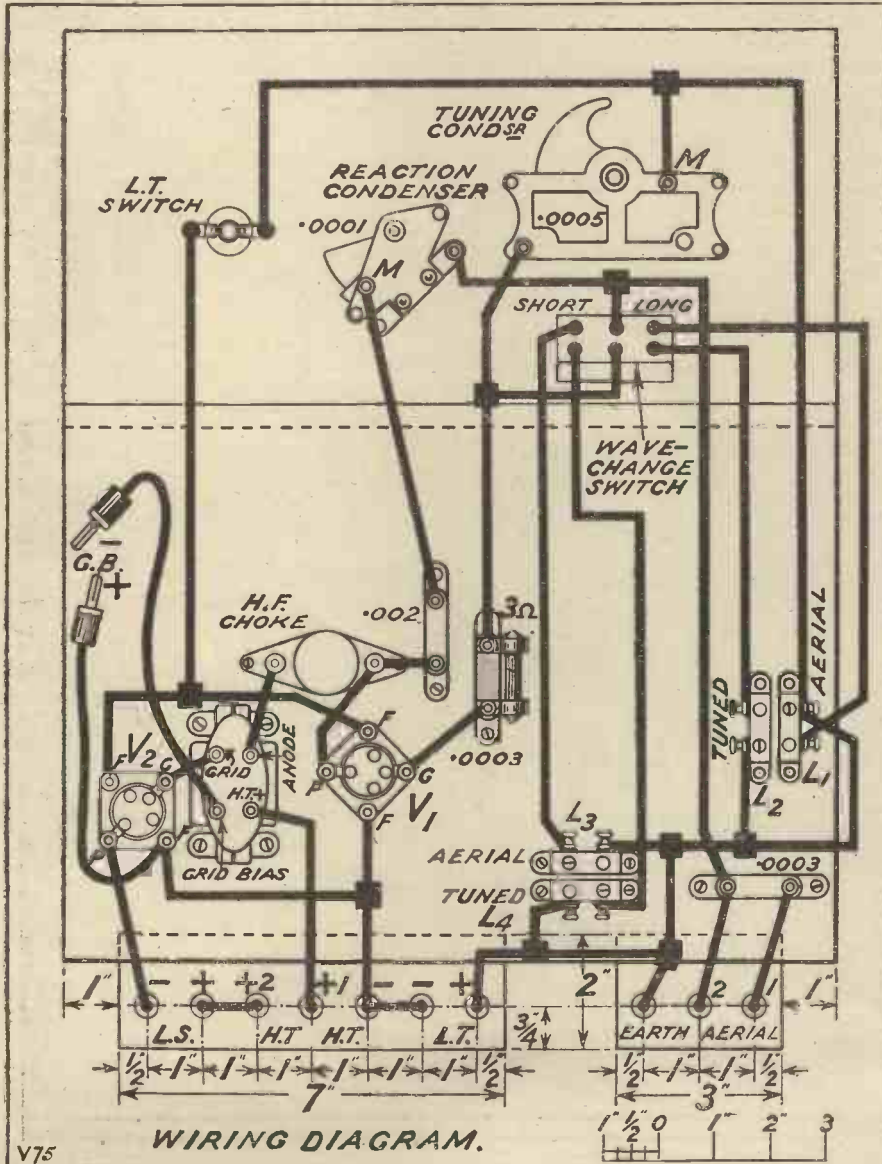 TUNING
CONDSR
M
.0005
REACTION
CONDENSER
.0001
M
L.T.
SWITCH
SHORT
LONG
WAVE-
CHANGE
SWITCH
G.B.
-
+
H.F.
CHOKE
.002
3Ω
.0003
AERIAL
TUNED
L2
L1
V2
F
G
P
F
GRID
ANODE
H.T.+
GRID BIAS
F
P
G
F
V1
L3
AERIAL
TUNED
L4
.0003
- + +2 +1 - - +
L.S. H.T H.T. L.T.
2 1
EARTH AERIAL
1"
2"
3/4"
1"
1/2" 1" 1" 1" 1" 1" 1" 1/2"
7"
1/2" 1" 1" 1/2"
3"
1" 1/2" 0 1" 2" 3
WIRING DIAGRAM.
V75